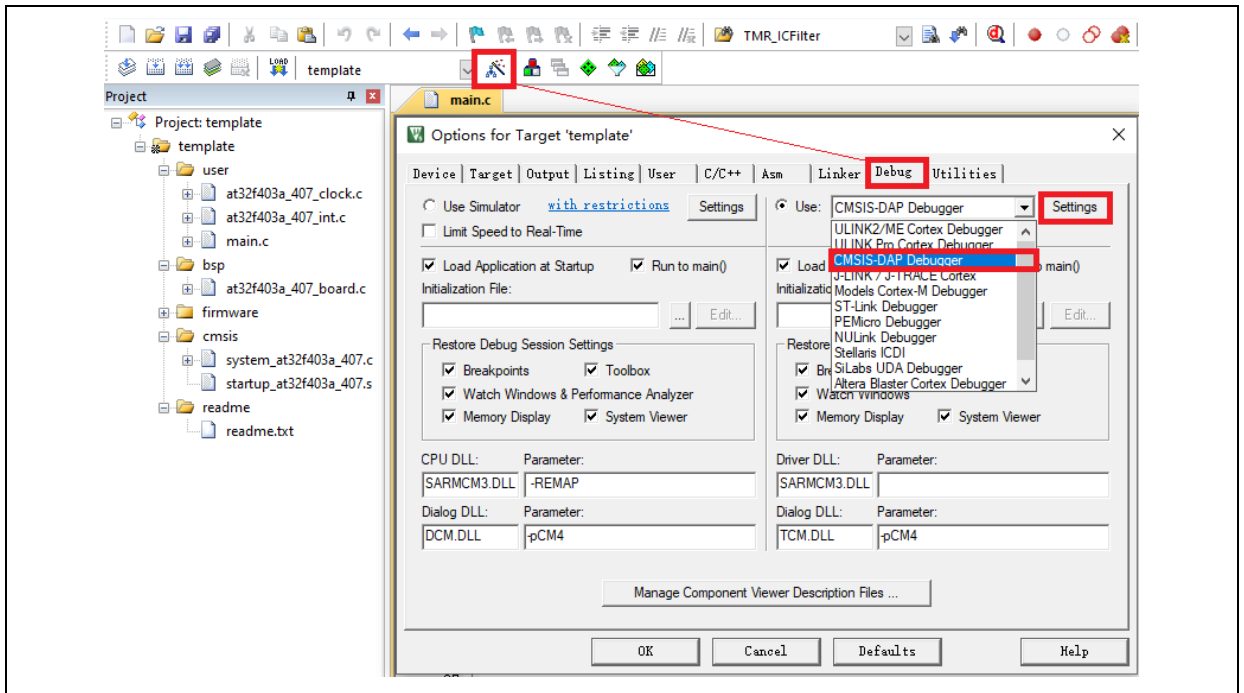 TMR_ICFilter
LOAD
template
Project
main.c
Project: template
template
user
at32f403a_407_clock.c
at32f403a_407_int.c
main.c
bsp
at32f403a_407_board.c
firmware
cmsis
system_at32f403a_407.c
startup_at32f403a_407.s
readme
readme.txt
Options for Target 'template'
Device Target Output Listing User C/C++ Asm Linker Debug Utilities
Use Simulator with restrictions Settings
Limit Speed to Real-Time
Load Application at Startup Run to main()
Initialization File:
... Edit...
Restore Debug Session Settings
Breakpoints Toolbox
Watch Windows & Performance Analyzer
Memory Display System Viewer
CPU DLL: Parameter:
SARMCM3.DLL -REMAP
Dialog DLL: Parameter:
DCM.DLL -pCM4
Use: CMSIS-DAP Debugger Settings
ULINK2/ME Cortex Debugger
ULINK Pro Cortex Debugger
CMSIS-DAP Debugger
J-LINK / J-TRACE Cortex
Models Cortex-M Debugger
ST-Link Debugger
PEMicro Debugger
NULink Debugger
Stellaris ICDI
SiLabs UDA Debugger
Altera Blaster Cortex Debugger
Load main()
Edit...
Restore
Watch Windows
Memory Display System Viewer
Driver DLL: Parameter:
SARMCM3.DLL
Dialog DLL: Parameter:
TCM.DLL -pCM4
Manage Component Viewer Description Files ...
OK Cancel Defaults Help